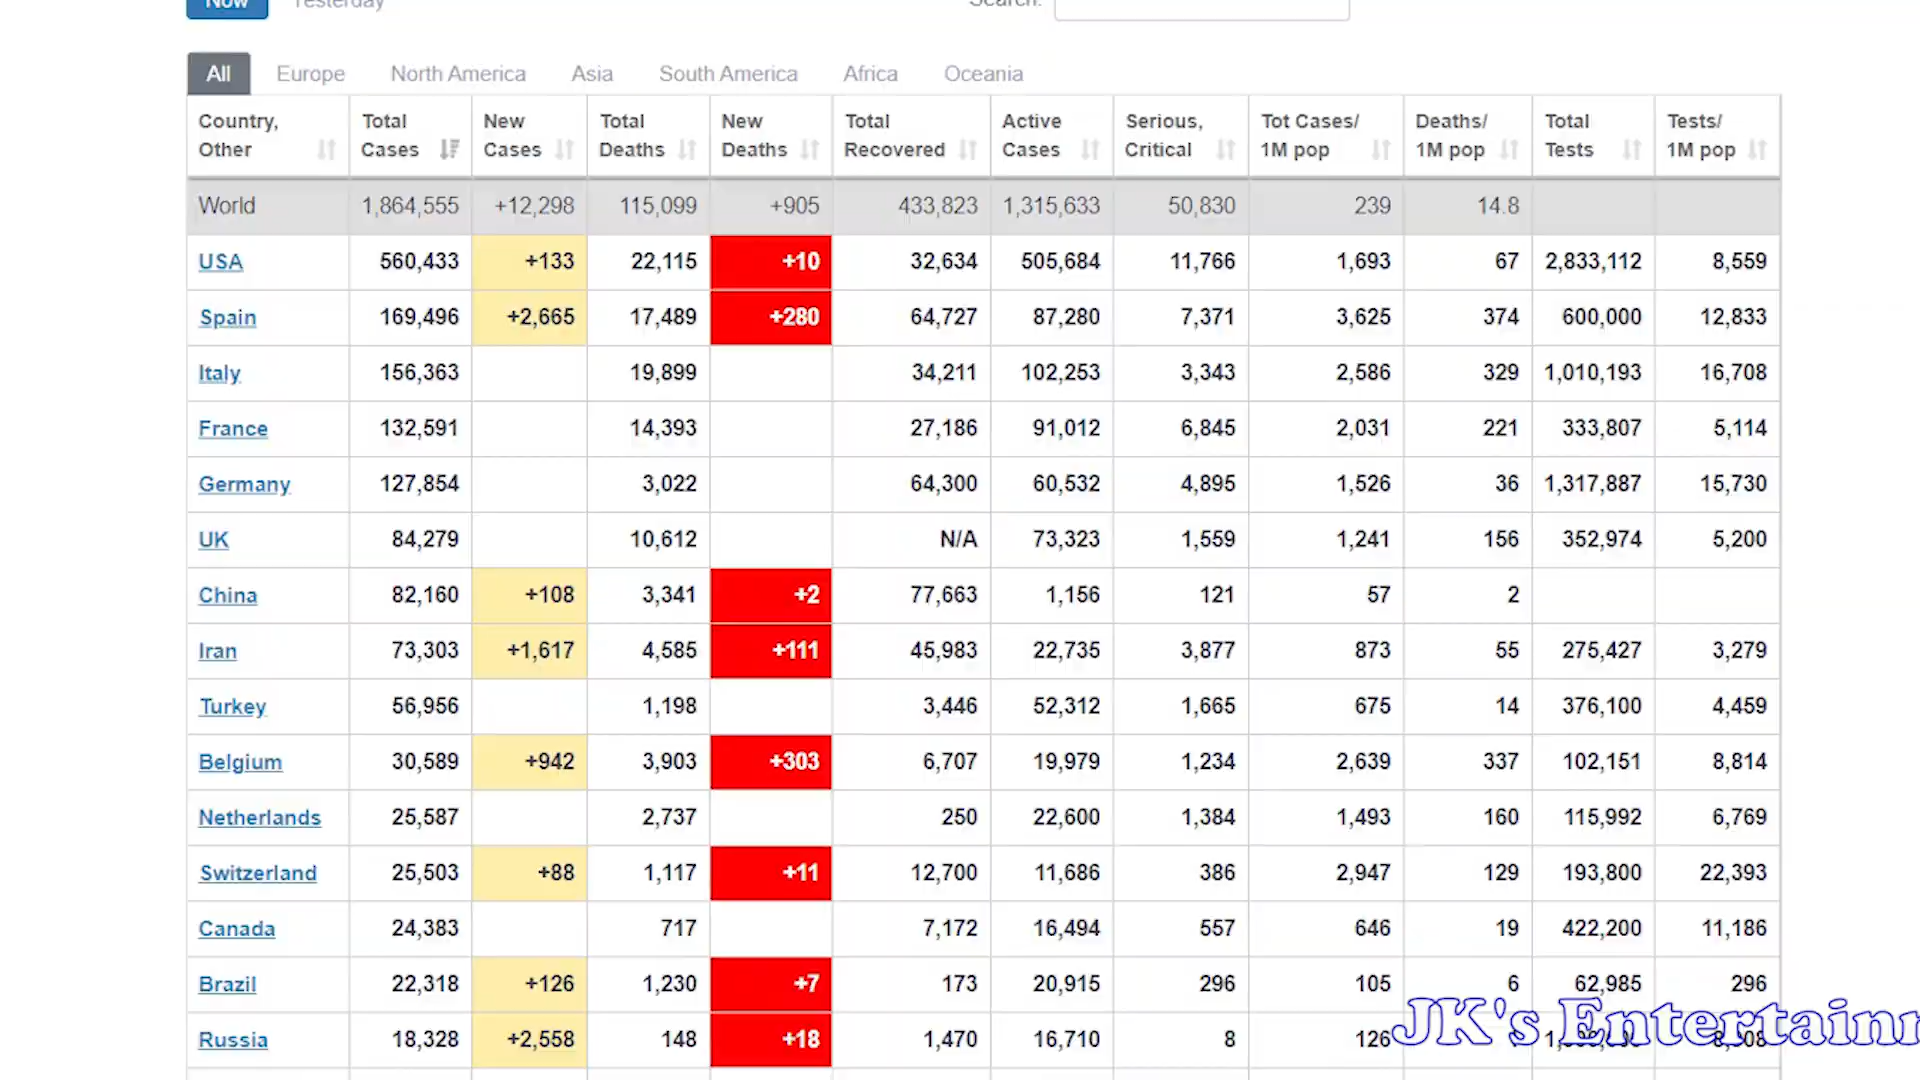 Now Yesterday Search:
All Europe North America Asia South America Africa Oceania
Country, Other Total Cases New Cases Total Deaths New Deaths Total Recovered Active Cases Serious, Critical Tot Cases/ 1M pop Deaths/ 1M pop Total Tests Tests/ 1M pop
World 1,864,555 +12,298 115,099 +905 433,823 1,315,633 50,830 239 14.8
USA 560,433 +133 22,115 +10 32,634 505,684 11,766 1,693 67 2,833,112 8,559
Spain 169,496 +2,665 17,489 +280 64,727 87,280 7,371 3,625 374 600,000 12,833
Italy 156,363 19,899 34,211 102,253 3,343 2,586 329 1,010,193 16,708
France 132,591 14,393 27,186 91,012 6,845 2,031 221 333,807 5,114
Germany 127,854 3,022 64,300 60,532 4,895 1,526 36 1,317,887 15,730
UK 84,279 10,612 N/A 73,323 1,559 1,241 156 352,974 5,200
China 82,160 +108 3,341 +2 77,663 1,156 121 57 2
Iran 73,303 +1,617 4,585 +111 45,983 22,735 3,877 873 55 275,427 3,279
Turkey 56,956 1,198 3,446 52,312 1,665 675 14 376,100 4,459
Belgium 30,589 +942 3,903 +303 6,707 19,979 1,234 2,639 337 102,151 8,814
Netherlands 25,587 2,737 250 22,600 1,384 1,493 160 115,992 6,769
Switzerland 25,503 +88 1,117 +11 12,700 11,686 386 2,947 129 193,800 22,393
Canada 24,383 717 7,172 16,494 557 646 19 422,200 11,186
Brazil 22,318 +126 1,230 +7 173 20,915 296 105 6 62,985 296
Russia 18,328 +2,558 148 +18 1,470 16,710 8 126
JK's Entertainm